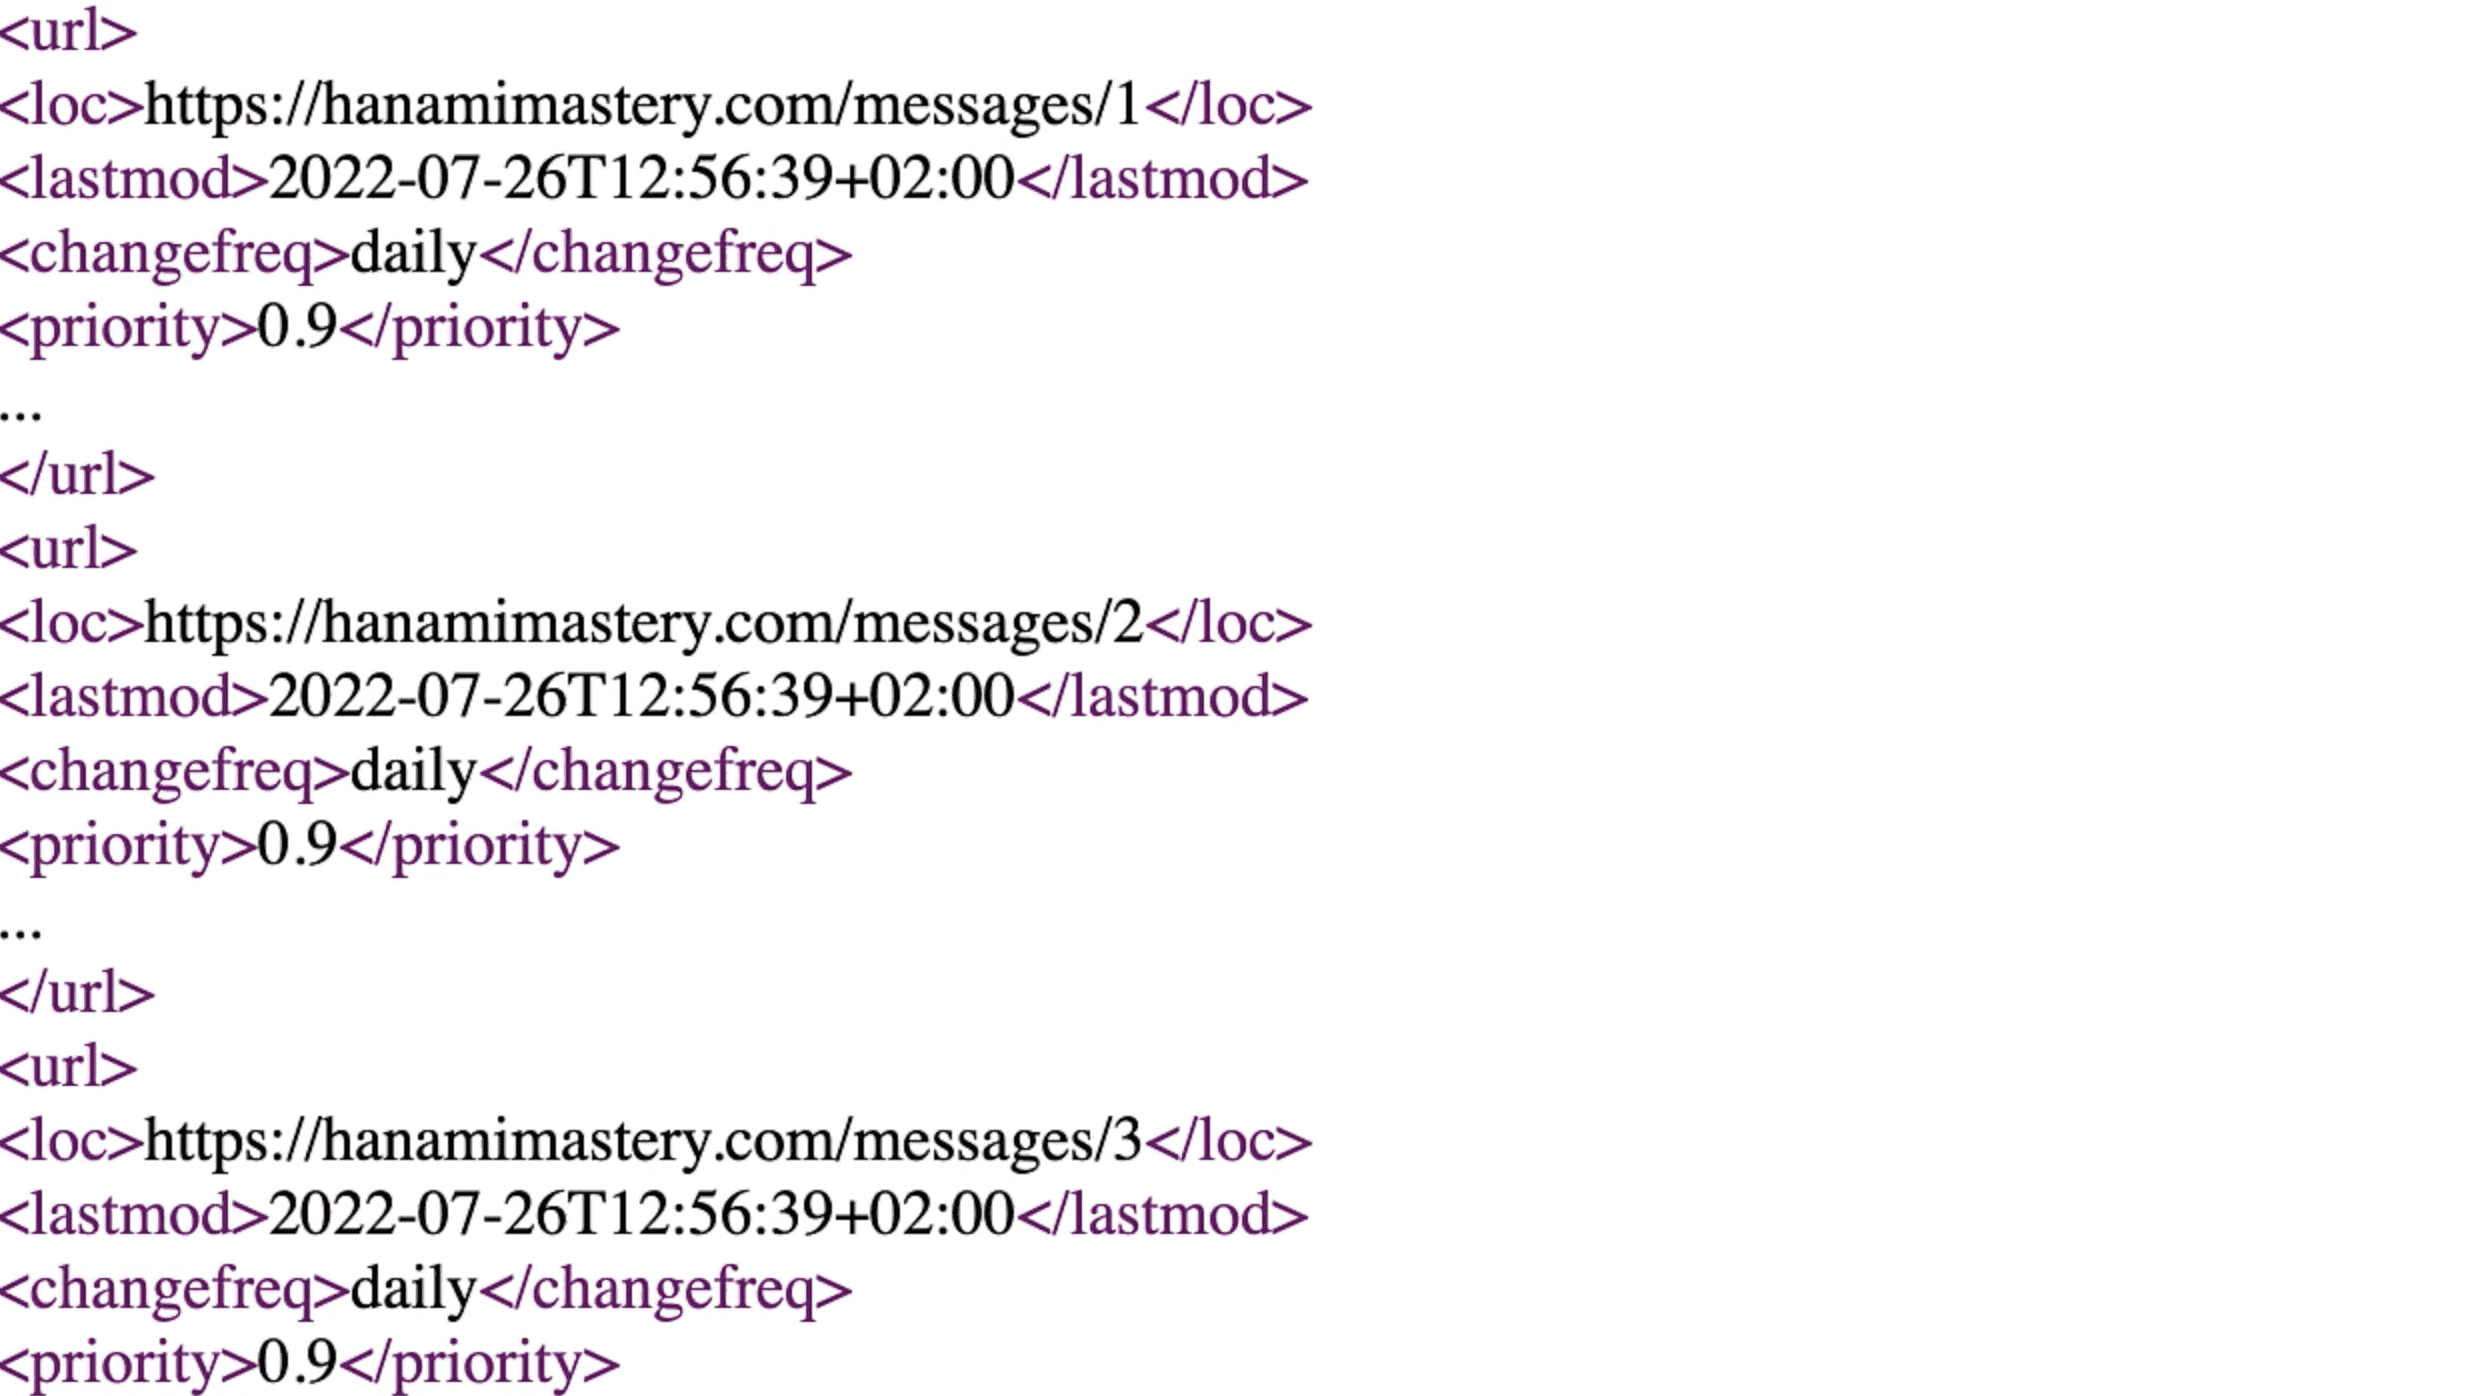 <url>
<loc>https://hanamimastery.com/messages/1</loc>
<lastmod>2022-07-26T12:56:39+02:00</lastmod>
<changefreq>daily</changefreq>
<priority>0.9</priority>
...
</url>
<url>
<loc>https://hanamimastery.com/messages/2</loc>
<lastmod>2022-07-26T12:56:39+02:00</lastmod>
<changefreq>daily</changefreq>
<priority>0.9</priority>
...
</url>
<url>
<loc>https://hanamimastery.com/messages/3</loc>
<lastmod>2022-07-26T12:56:39+02:00</lastmod>
<changefreq>daily</changefreq>
<priority>0.9</priority>